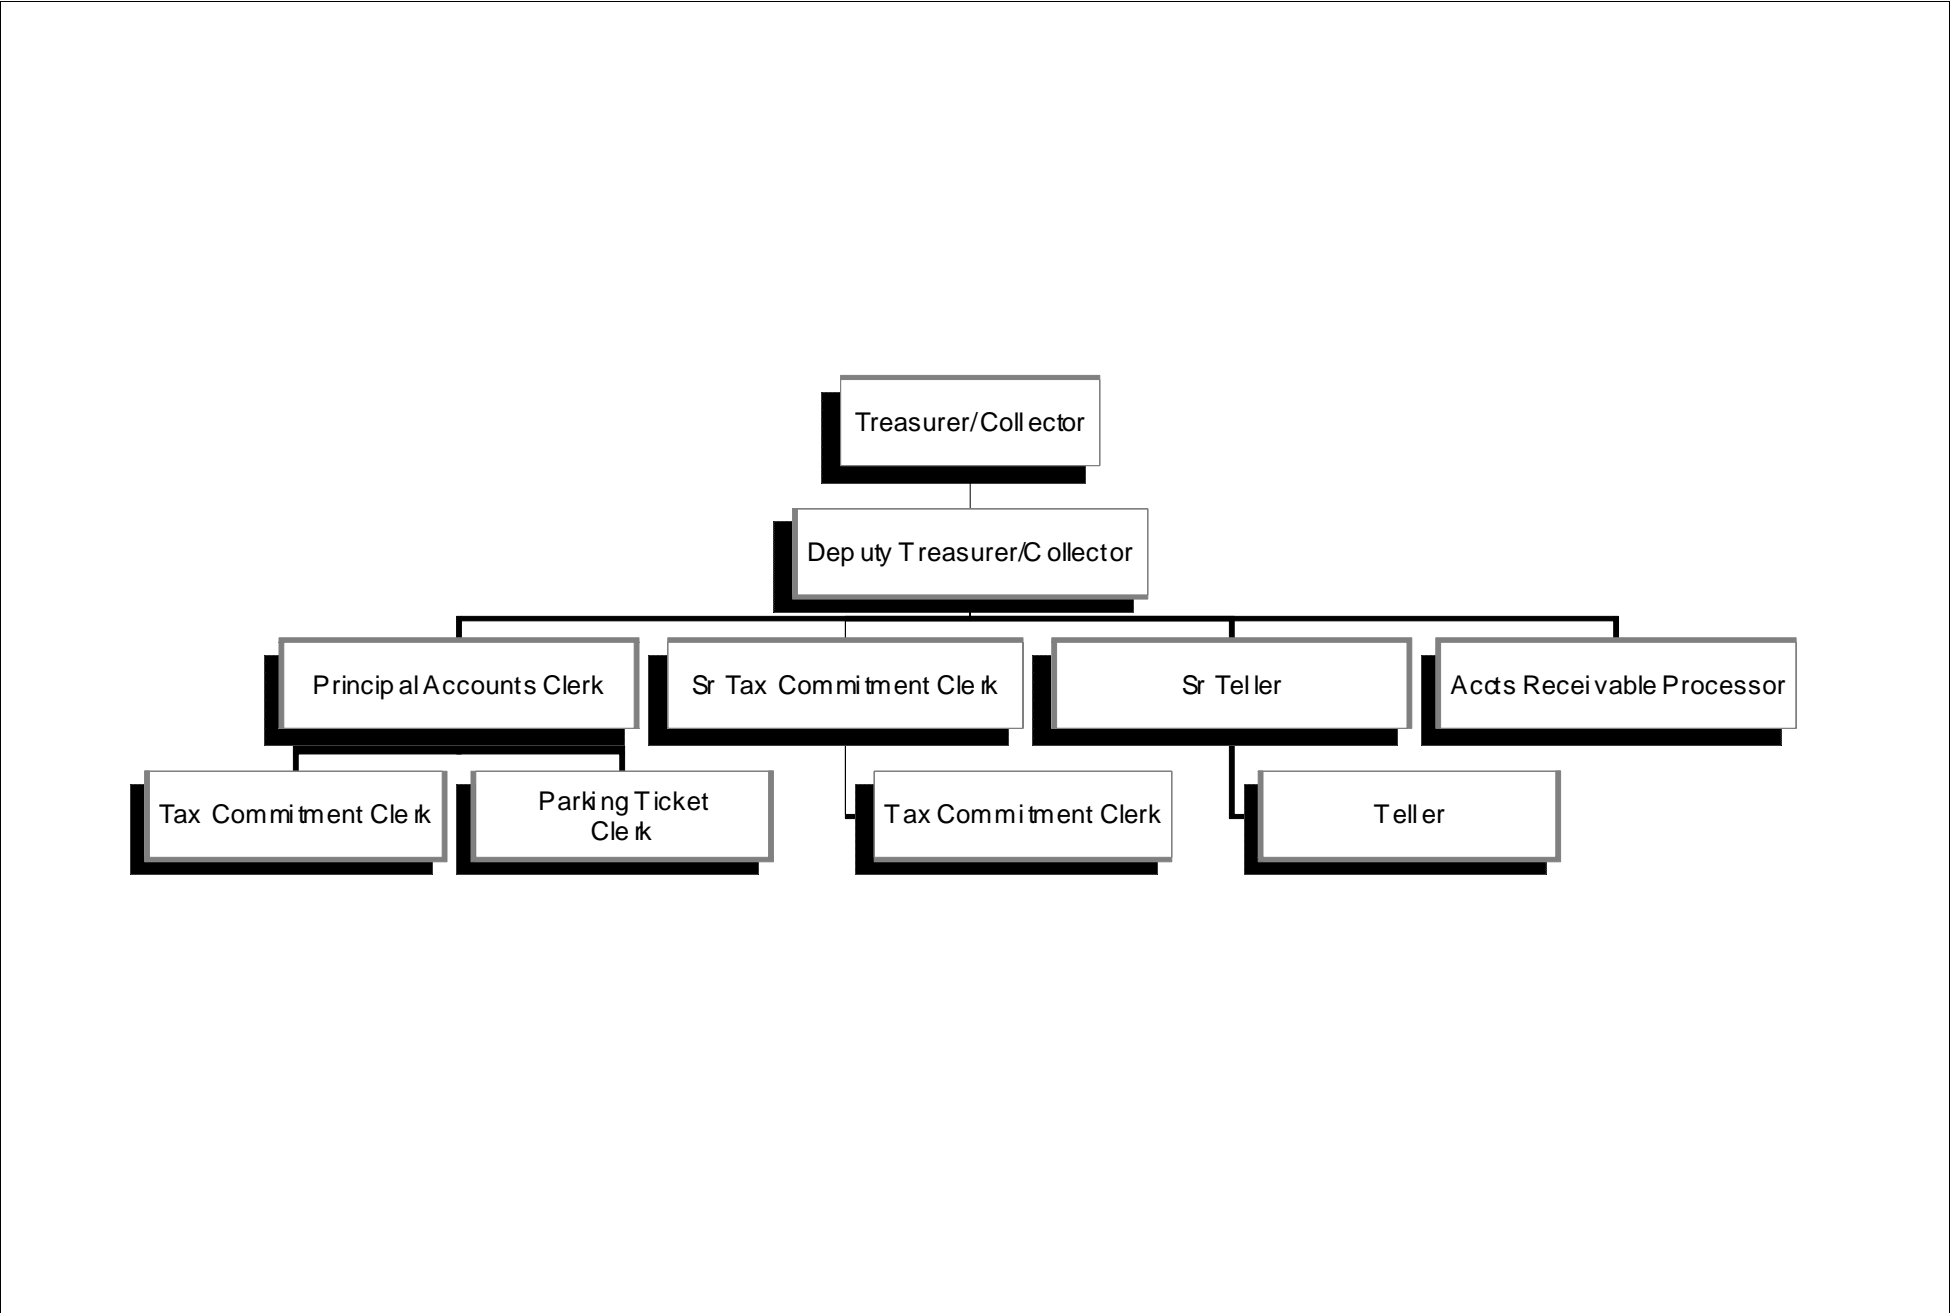 Treasurer/Collector
Deputy Treasurer/Collector
Principal Accounts Clerk
Sr Tax Commitment Clerk
Sr Teller
Accts Receivable Processor
Tax Commitment Clerk
Parking Ticket
Clerk
Tax Commitment Clerk
Teller